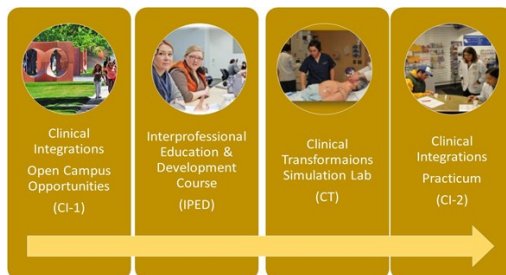 Clinical
Integrations
Open Campus
Opportunities
(CI-1)
Interprofessional
Education &
Development
Course
(IPED)
Clinical
Transformaions
Simulation Lab
(CT)
Clinical
Integrations
Practicum
(CI-2)